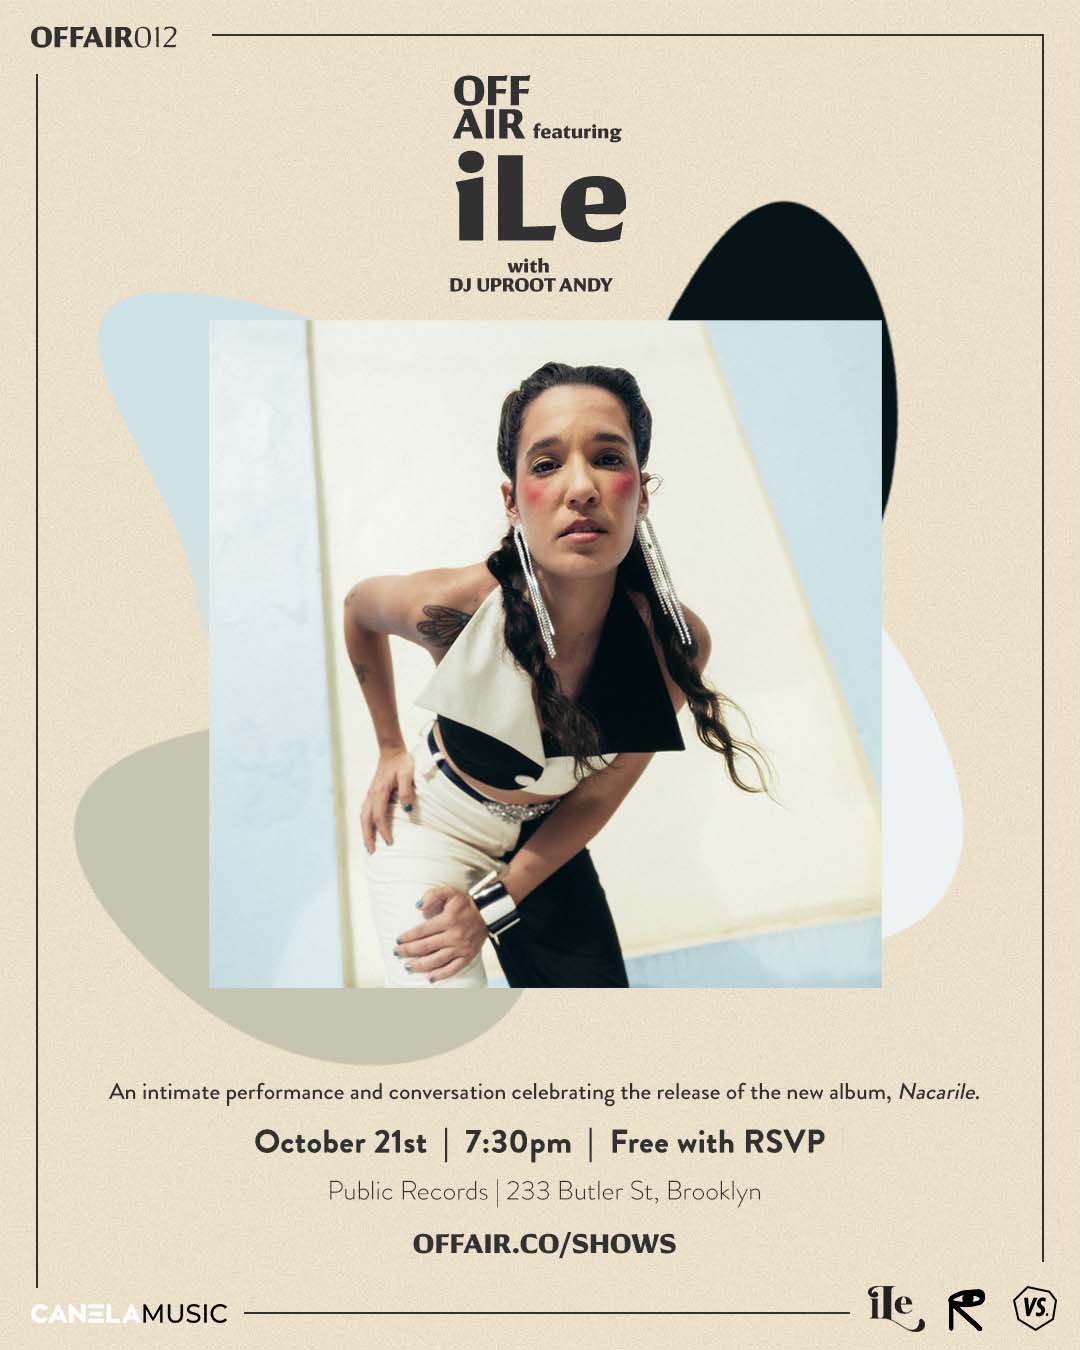 OFFAIR012
OFF
AIR featuring
iLe
with
DJ UPROOT ANDY
An intimate performance and conversation celebrating the release of the new album, Nacarile.
October 21st | 7:30pm | Free with RSVP
Public Records | 233 Butler St, Brooklyn
OFFAIR.CO/SHOWS
CANELAMUSIC
iLe
R
VS.